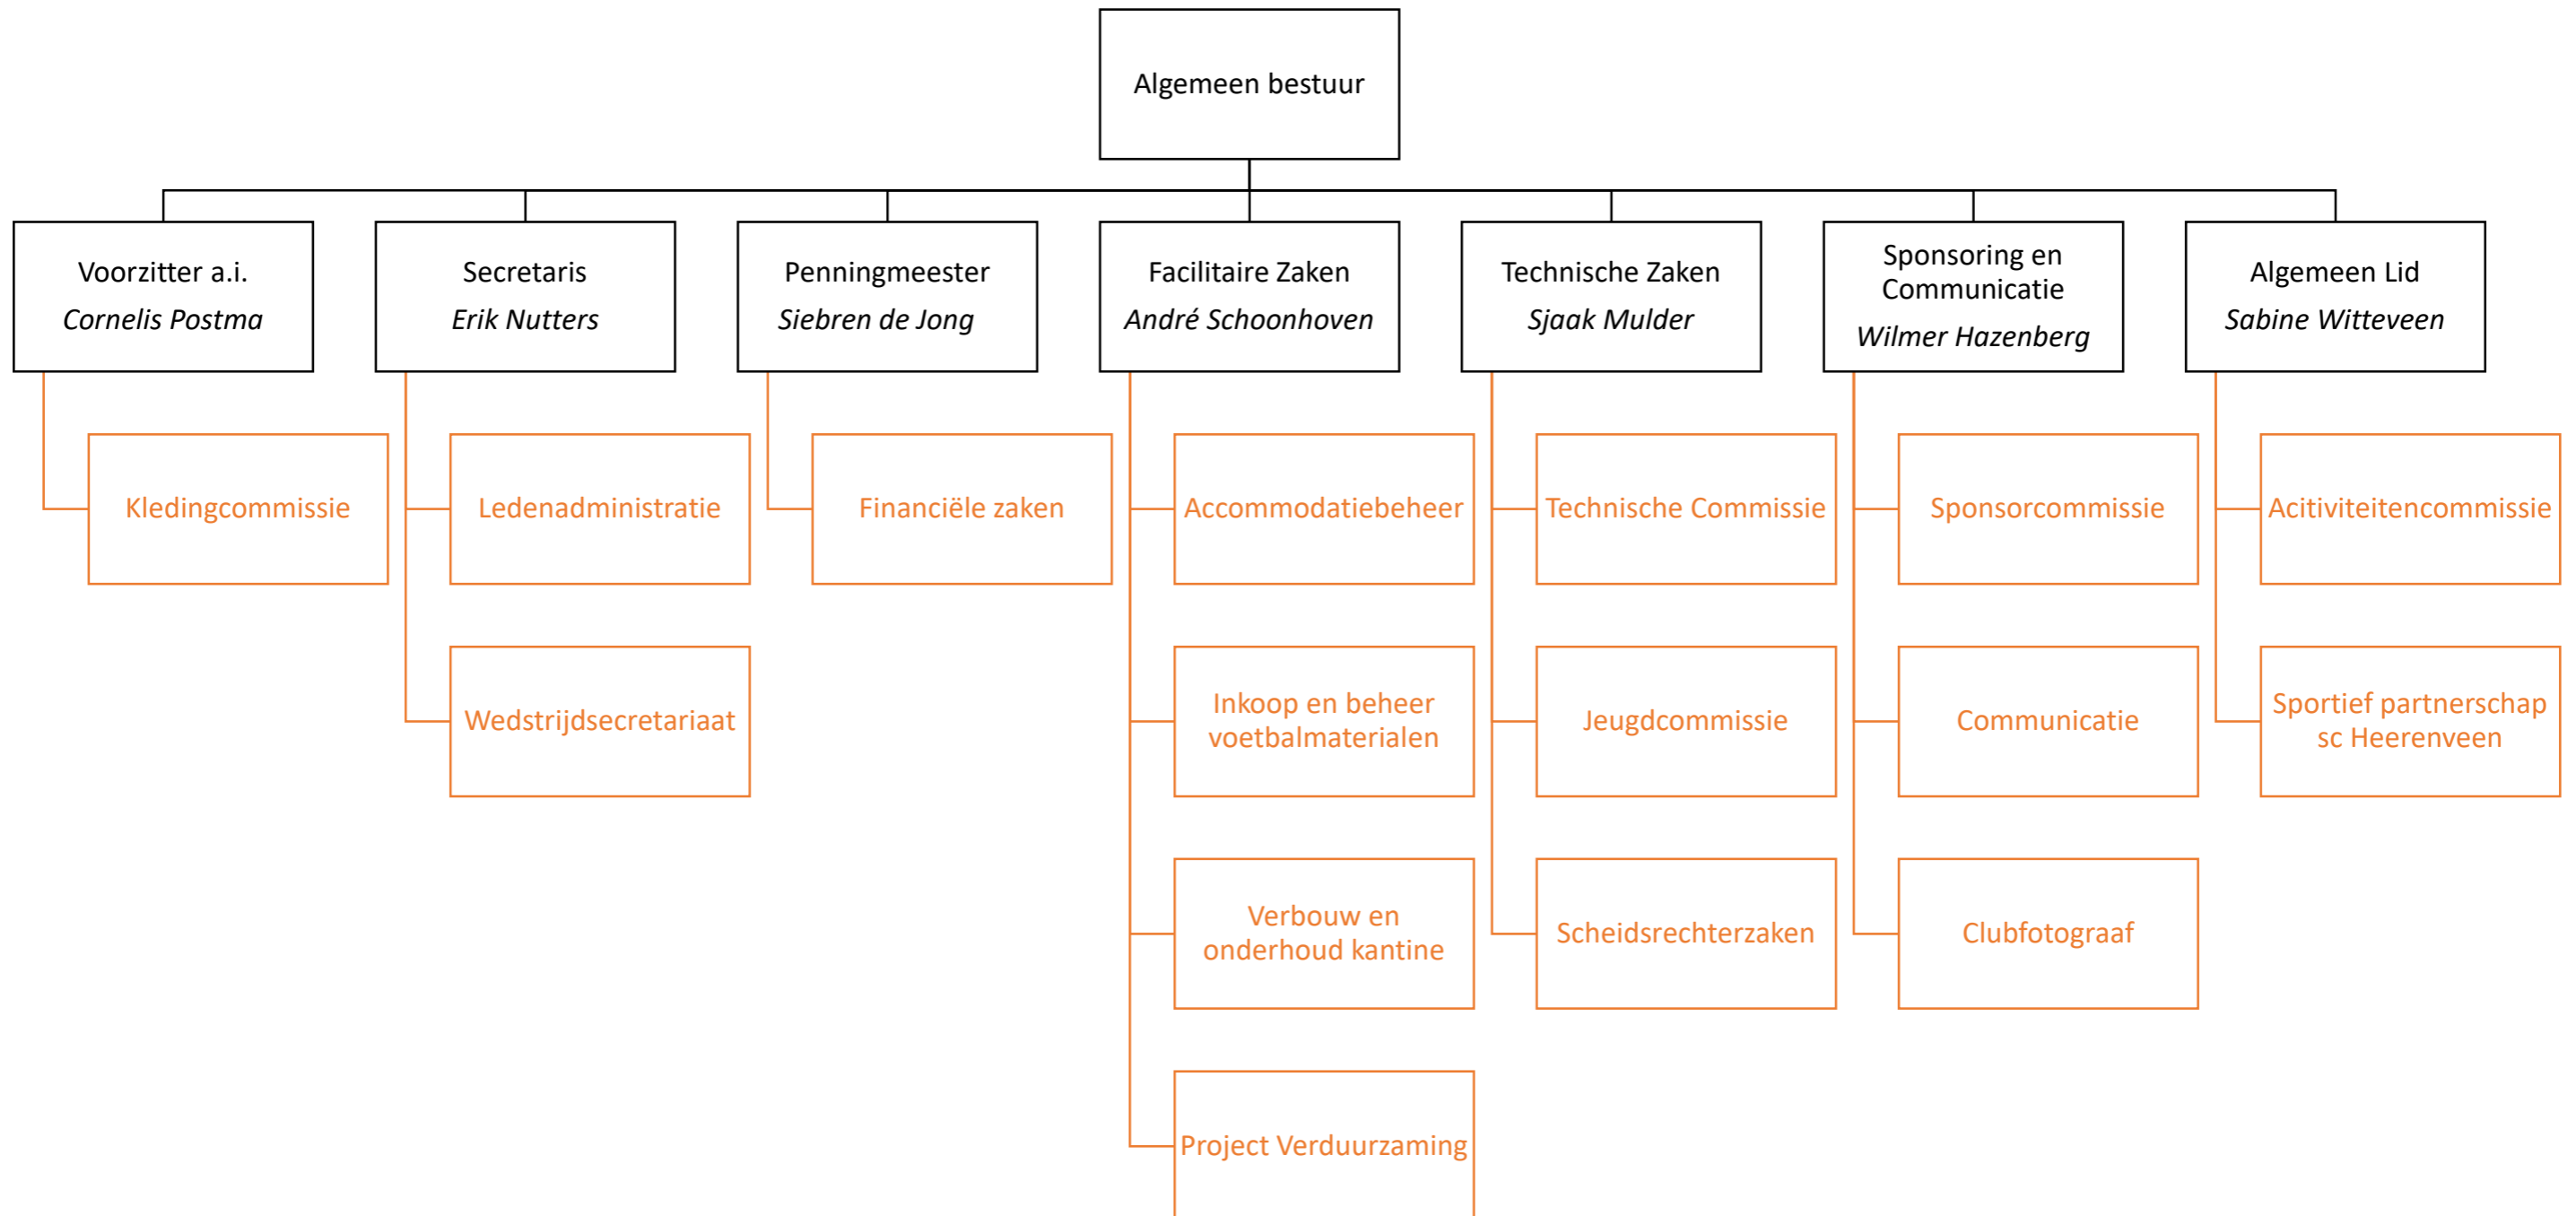 Algemeen bestuur
Voorzitter a.i.
Cornelis Postma
Secretaris
Erik Nutters
Penningmeester
Siebren de Jong
Facilitaire Zaken
André Schoonhoven
Technische Zaken
Sjaak Mulder
Sponsoring en
Communicatie
Wilmer Hazenberg
Algemeen Lid
Sabine Witteveen
Kledingcommissie
Ledenadministratie
Financiële zaken
Accommodatiebeheer
Technische Commissie
Sponsorcommissie
Acitiviteitencommissie
Wedstrijdsecretariaat
Inkoop en beheer
voetbalmaterialen
Jeugdcommissie
Communicatie
Sportief partnerschap
sc Heerenveen
Verbouw en
onderhoud kantine
Scheidsrechterzaken
Clubfotograaf
Project Verduurzaming